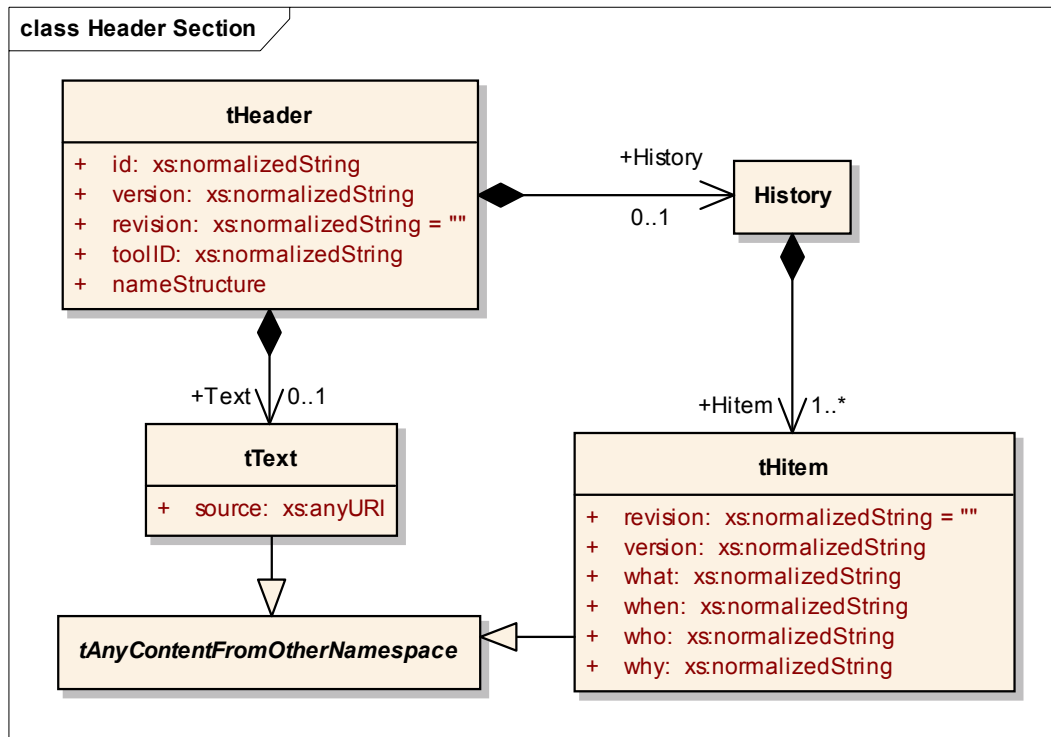 class Header Section
tHeader
+ id: xs:normalizedString
+ version: xs:normalizedString
+ revision: xs:normalizedString = ""
+ toolID: xs:normalizedString
+ nameStructure
+History
0..1
History
+Text
0..1
+Hitem
1..*
tText
+ source: xs:anyURI
tHitem
+ revision: xs:normalizedString = ""
+ version: xs:normalizedString
+ what: xs:normalizedString
+ when: xs:normalizedString
+ who: xs:normalizedString
+ why: xs:normalizedString
tAnyContentFromOtherNamespace